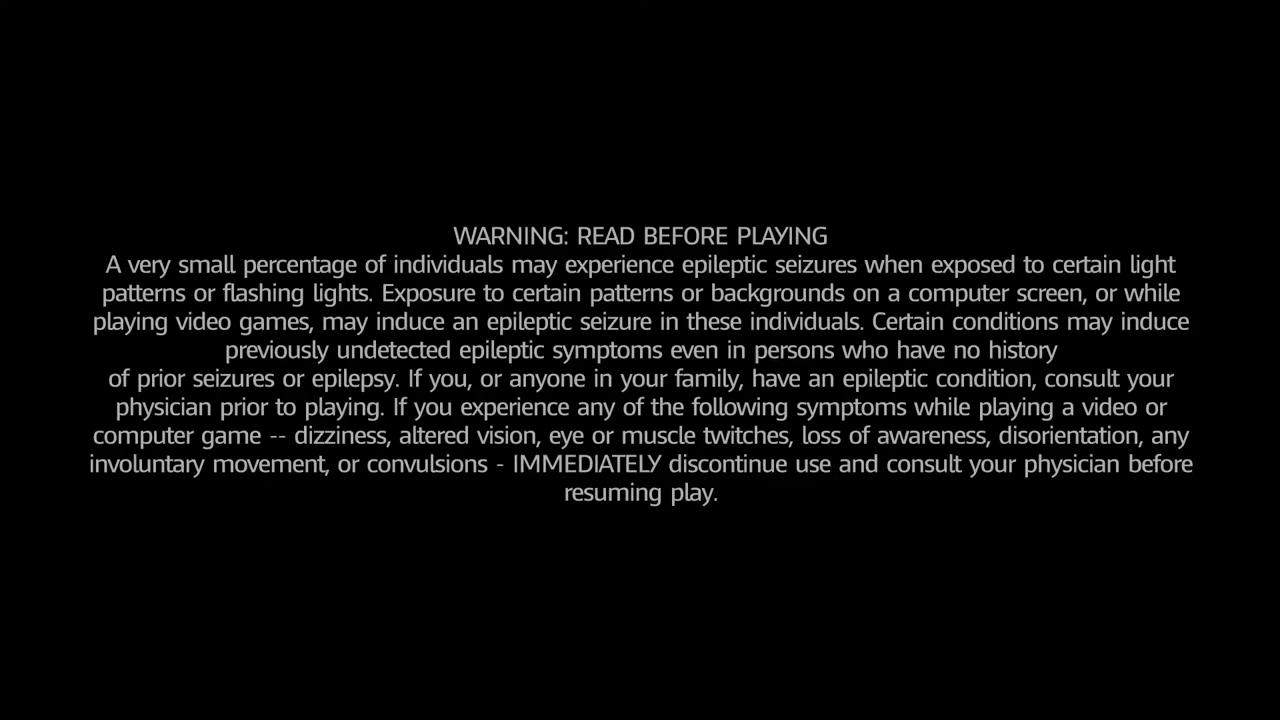 WARNING: READ BEFORE PLAYING
A very small percentage of individuals may experience epileptic seizures when exposed to certain light
patterns or flashing lights. Exposure to certain patterns or backgrounds on a computer screen, or while
playing video games, may induce an epileptic seizure in these individuals. Certain conditions may induce
previously undetected epileptic symptoms even in persons who have no history
of prior seizures or epilepsy. If you, or anyone in your family, have an epileptic condition, consult your
physician prior to playing. If you experience any of the following symptoms while playing a video or
computer game -- dizziness, altered vision, eye or muscle twitches, loss of awareness, disorientation, any
involuntary movement, or convulsions - IMMEDIATELY discontinue use and consult your physician before
resuming play.